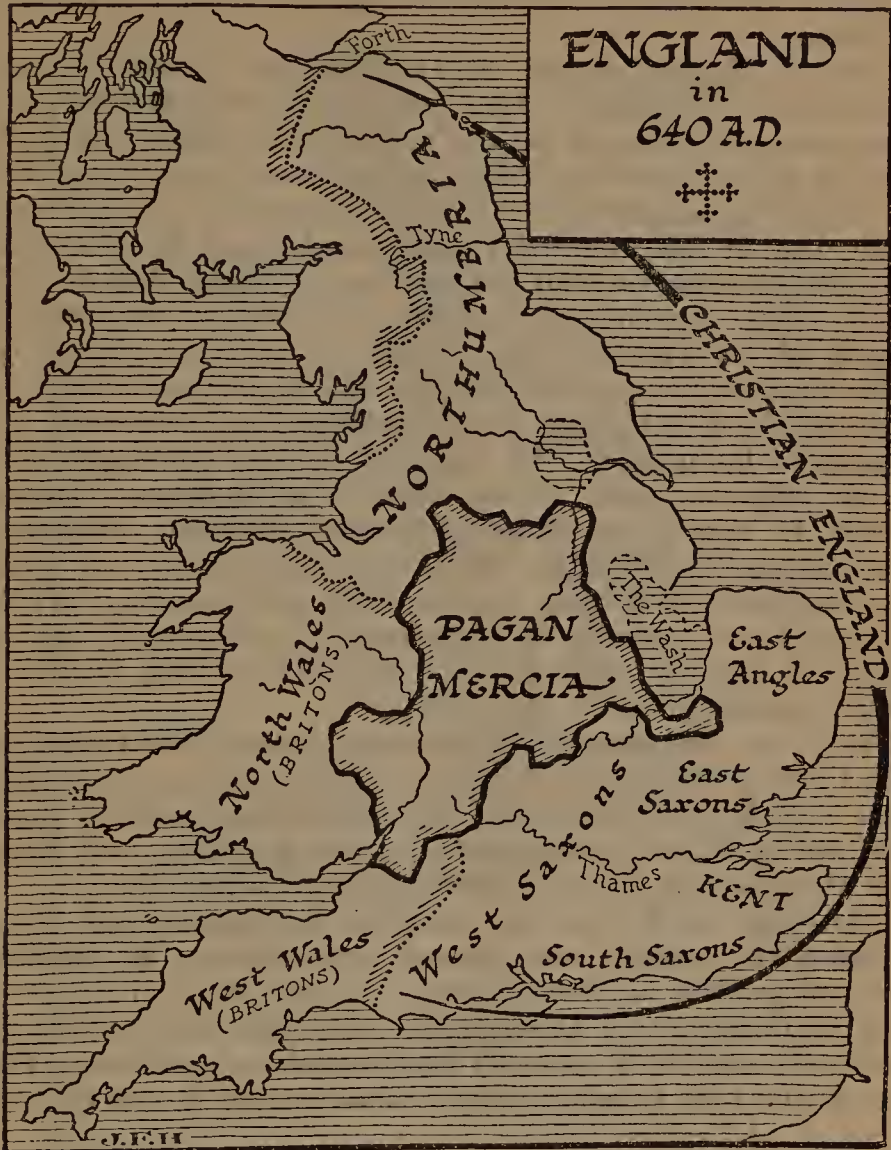 ENGLAND
in
640 A.D.
Forth
NORTHUMBRIA
Tyne
CHRISTIAN ENGLAND
The Wash
PAGAN
MERCIA
East
Angles
North Wales
(BRITONS)
East
Saxons
West Saxons
Thames
KENT
South Saxons
West Wales
(BRITONS)
J.F.H